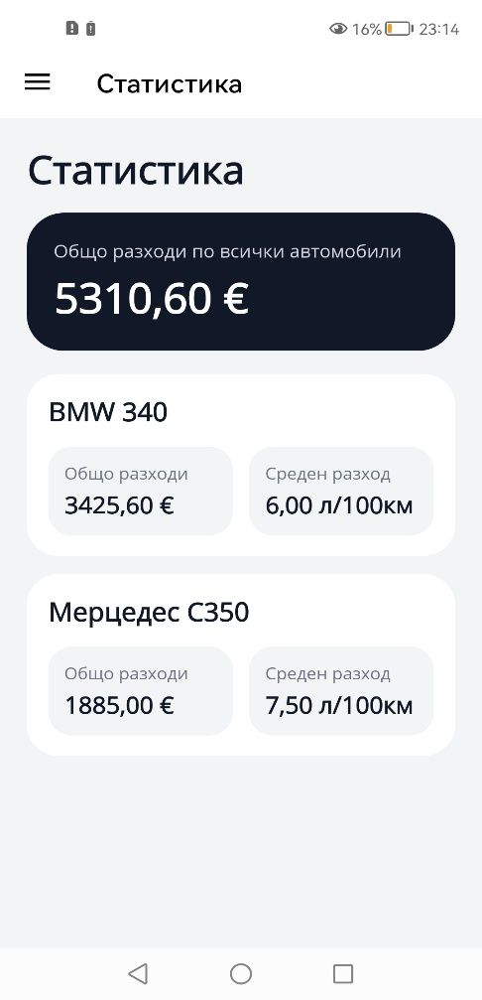 16% 23:14
Статистика
Статистика
Общо разходи по всички автомобили
5310,60 €
BMW 340
Общо разходи
Среден разход
3425,60 €
6,00 л/100км
Мерцедес C350
Общо разходи
Среден разход
1885,00 €
7,50 л/100км